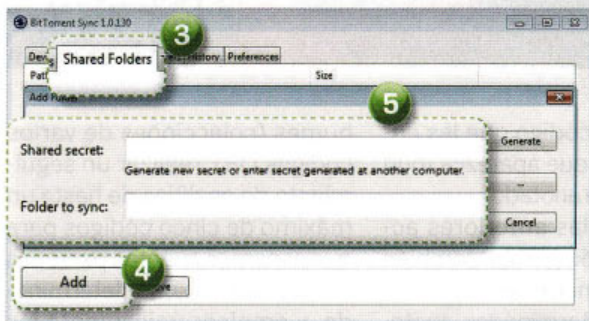 BitTorrent Sync 1.0.130
3
Shared Folders
History
Preferences
Size
5
Shared secret:
Generate
Generate new secret or enter secret generated at another computer.
...
Folder to sync:
Cancel
Add
4